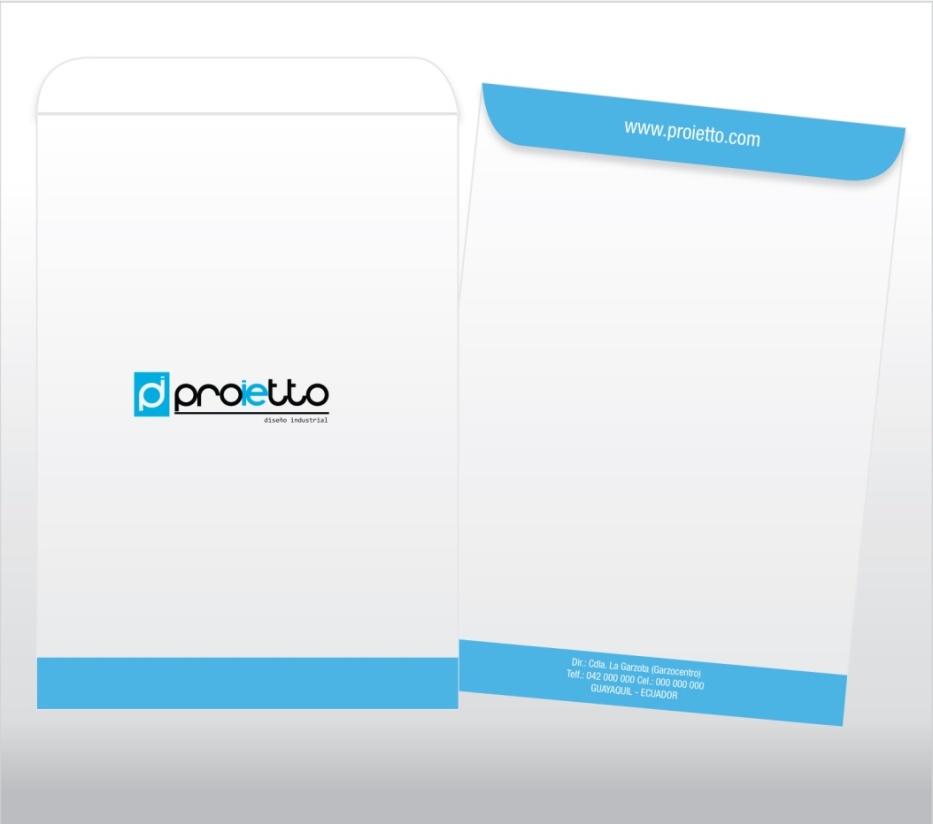 proietto
diseño industrial
www.proietto.com
Dir.: Cdla. La Garzota (Garzocentro)
Telf.: 042 000 000 Cel.: 000 000 000
GUAYAQUIL - ECUADOR